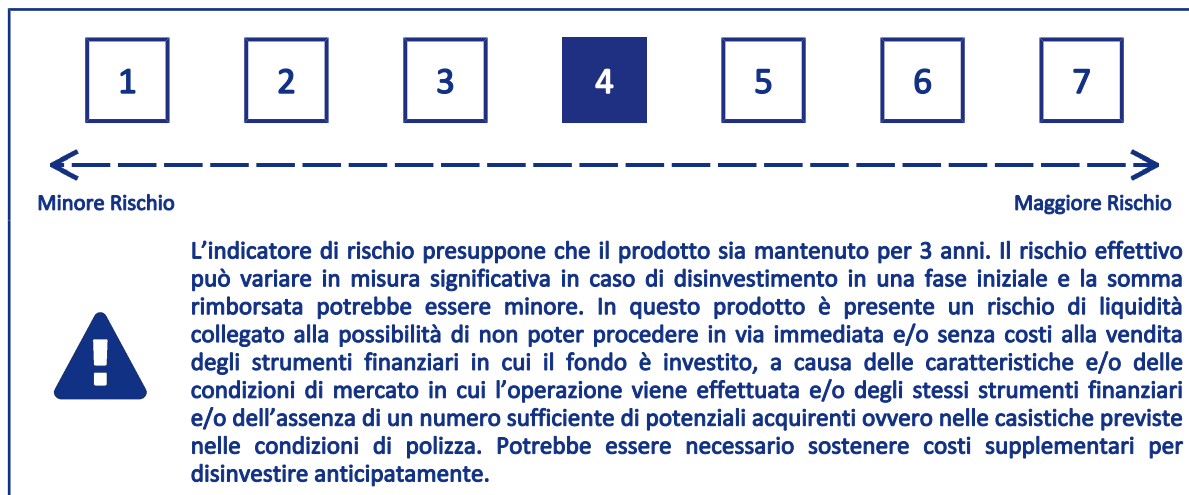 1 2 3 4 5 6 7
Minore Rischio Maggiore Rischio
L’indicatore di rischio presuppone che il prodotto sia mantenuto per 3 anni. Il rischio effettivo
può variare in misura significativa in caso di disinvestimento in una fase iniziale e la somma
rimborsata potrebbe essere minore. In questo prodotto è presente un rischio di liquidità
collegato alla possibilità di non poter procedere in via immediata e/o senza costi alla vendita
degli strumenti finanziari in cui il fondo è investito, a causa delle caratteristiche e/o delle
condizioni di mercato in cui l’operazione viene effettuata e/o degli stessi strumenti finanziari
e/o dell’assenza di un numero sufficiente di potenziali acquirenti ovvero nelle casistiche previste
nelle condizioni di polizza. Potrebbe essere necessario sostenere costi supplementari per
disinvestire anticipatamente.